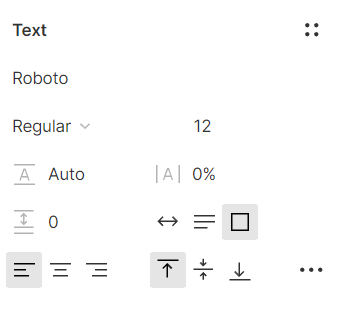 Text
Roboto
Regular 12
A Auto |A| 0%
0